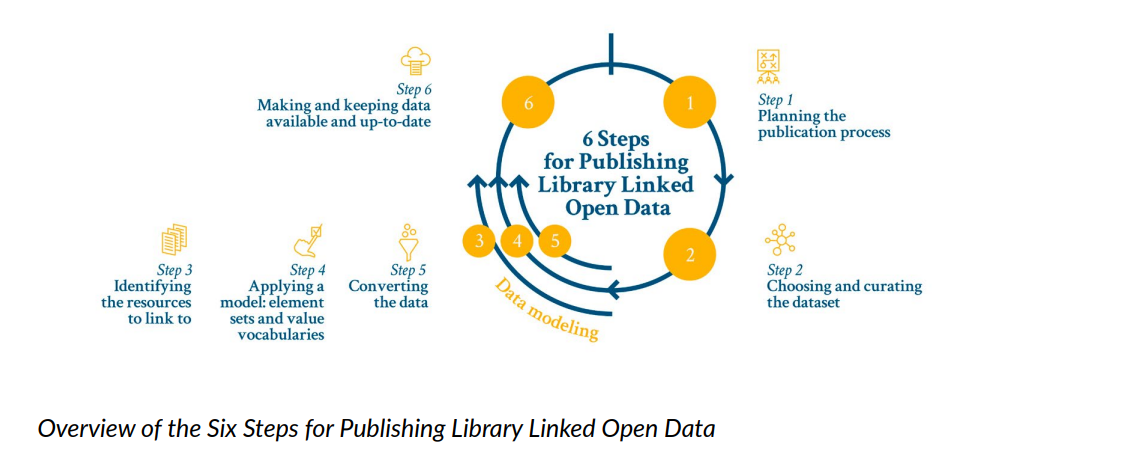 6 Steps
for Publishing
Library Linked
Open Data
1
Step 1
Planning the
publication process
2
Step 2
Choosing and curating
the dataset
3
4
5
Data modeling
Step 3
Identifying
the resources
to link to
Step 4
Applying a
model: element
sets and value
vocabularies
Step 5
Converting
the data
6
Step 6
Making and keeping data
available and up-to-date
Overview of the Six Steps for Publishing Library Linked Open Data